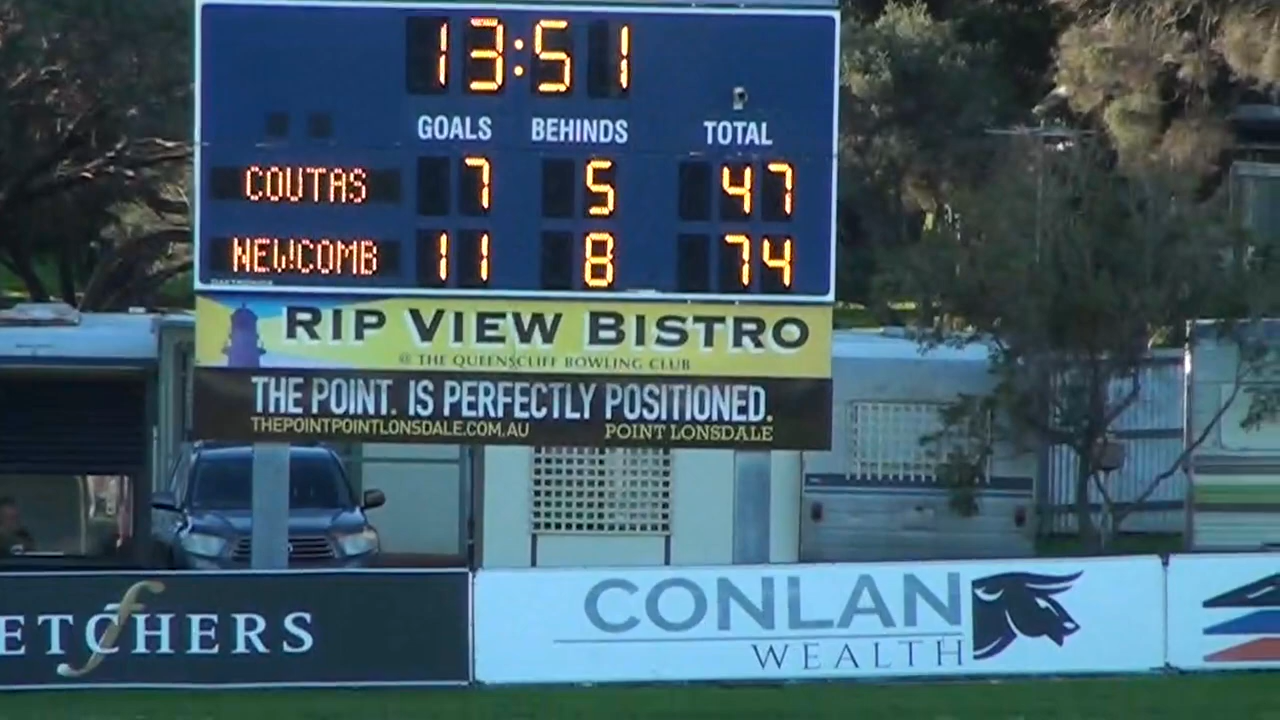 13:51
GOALS BEHINDS TOTAL
COUTAS 7 5 47
NEWCOMB 11 8 74
DAKTRONICS
RIP VIEW BISTRO
@ THE QUEENSCLIFF BOWLING CLUB
THE POINT. IS PERFECTLY POSITIONED.
THEPOINTPOINTLONSDALE.COM.AU POINT LONSDALE
ETCHERS
f
CONLAN
WEALTH